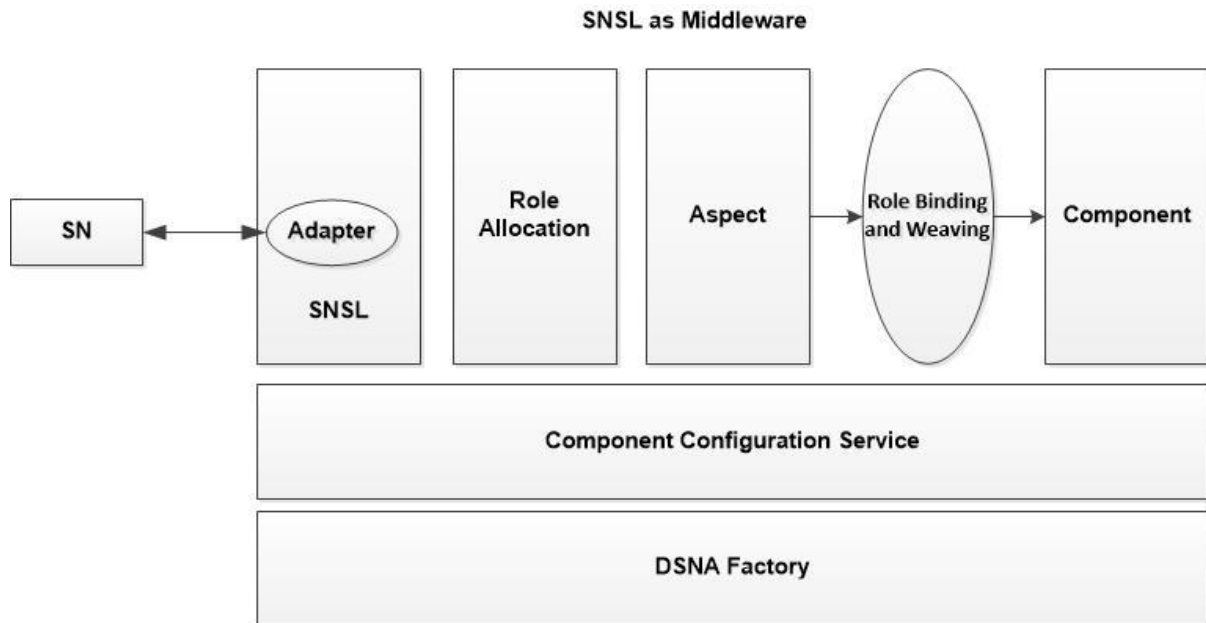 SNSL as Middleware
SN
Adapter
SNSL
Role
Allocation
Aspect
Role Binding
and Weaving
Component
Component Configuration Service
DSNA Factory